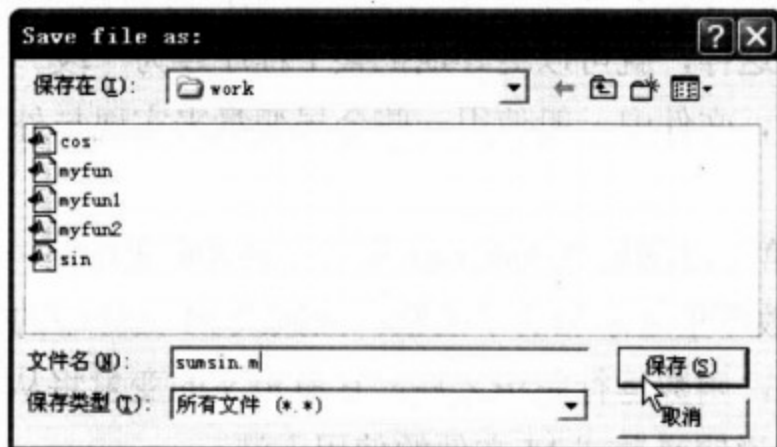 Save file as:
保存在(I): work
cos
myfun
myfun1
myfun2
sin
文件名(N): sumsin.m
保存(S)
保存类型(T): 所有文件 (*.*)
取消